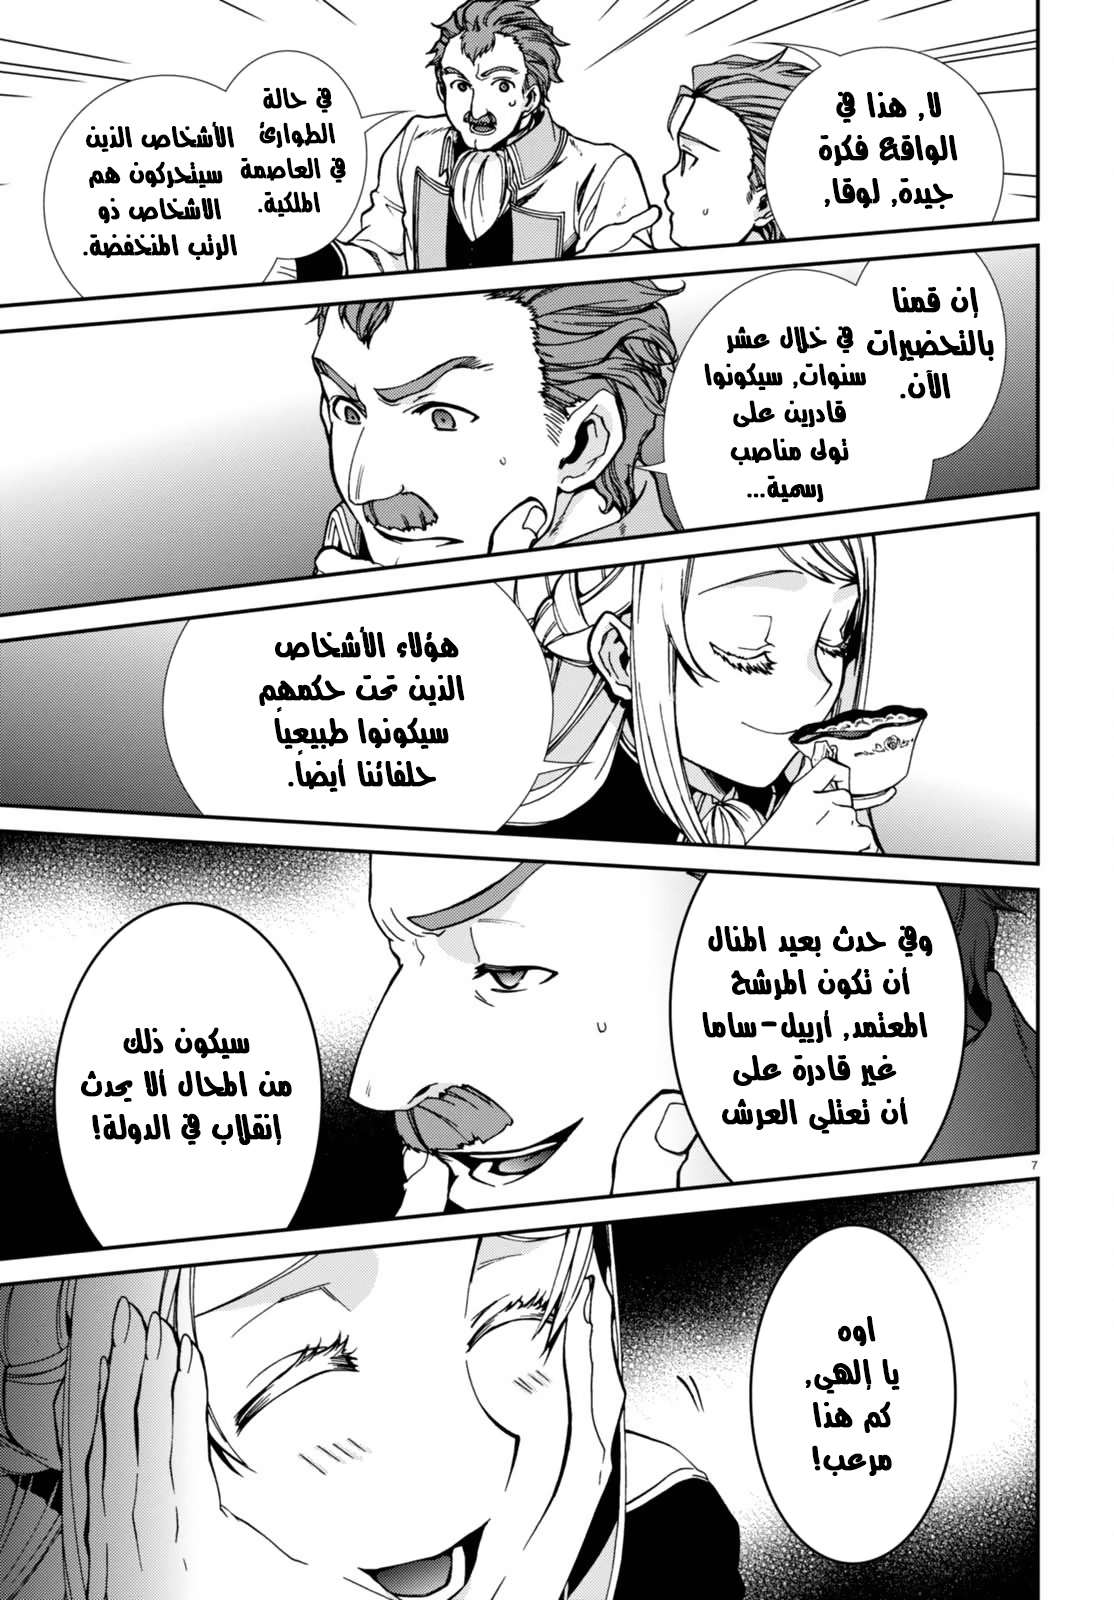 لا, هذا في
الواقع فكرة
جيدة, لوقا,
في حالة
الطوارئ
في العاصمة
الملكية.
الأشخاص الذين
سيتحركون هم
الاشخاص ذو
الرتب المنخفضة.
إن قمنا
بالتحضيرات
الآن.
في خلال عشر
سنوات, سيكونوا
قادرين على
تولى مناصب
رسمية...
هؤلاء الأشخاص
الذين تحت حكمهم
سيكونوا طبيعياً
حلفائنا أيضاً.
وفي حدث بعيد المنال
أن تكون المرشح
المعتمد, أرييل-ساما
غير قادرة على
أن تعتلي العرش
سيكون ذلك
من المحال ألا يحدث
إنقلاب في الدولة!
7
اوه
يا إلهي,
كم هذا
مرعب!